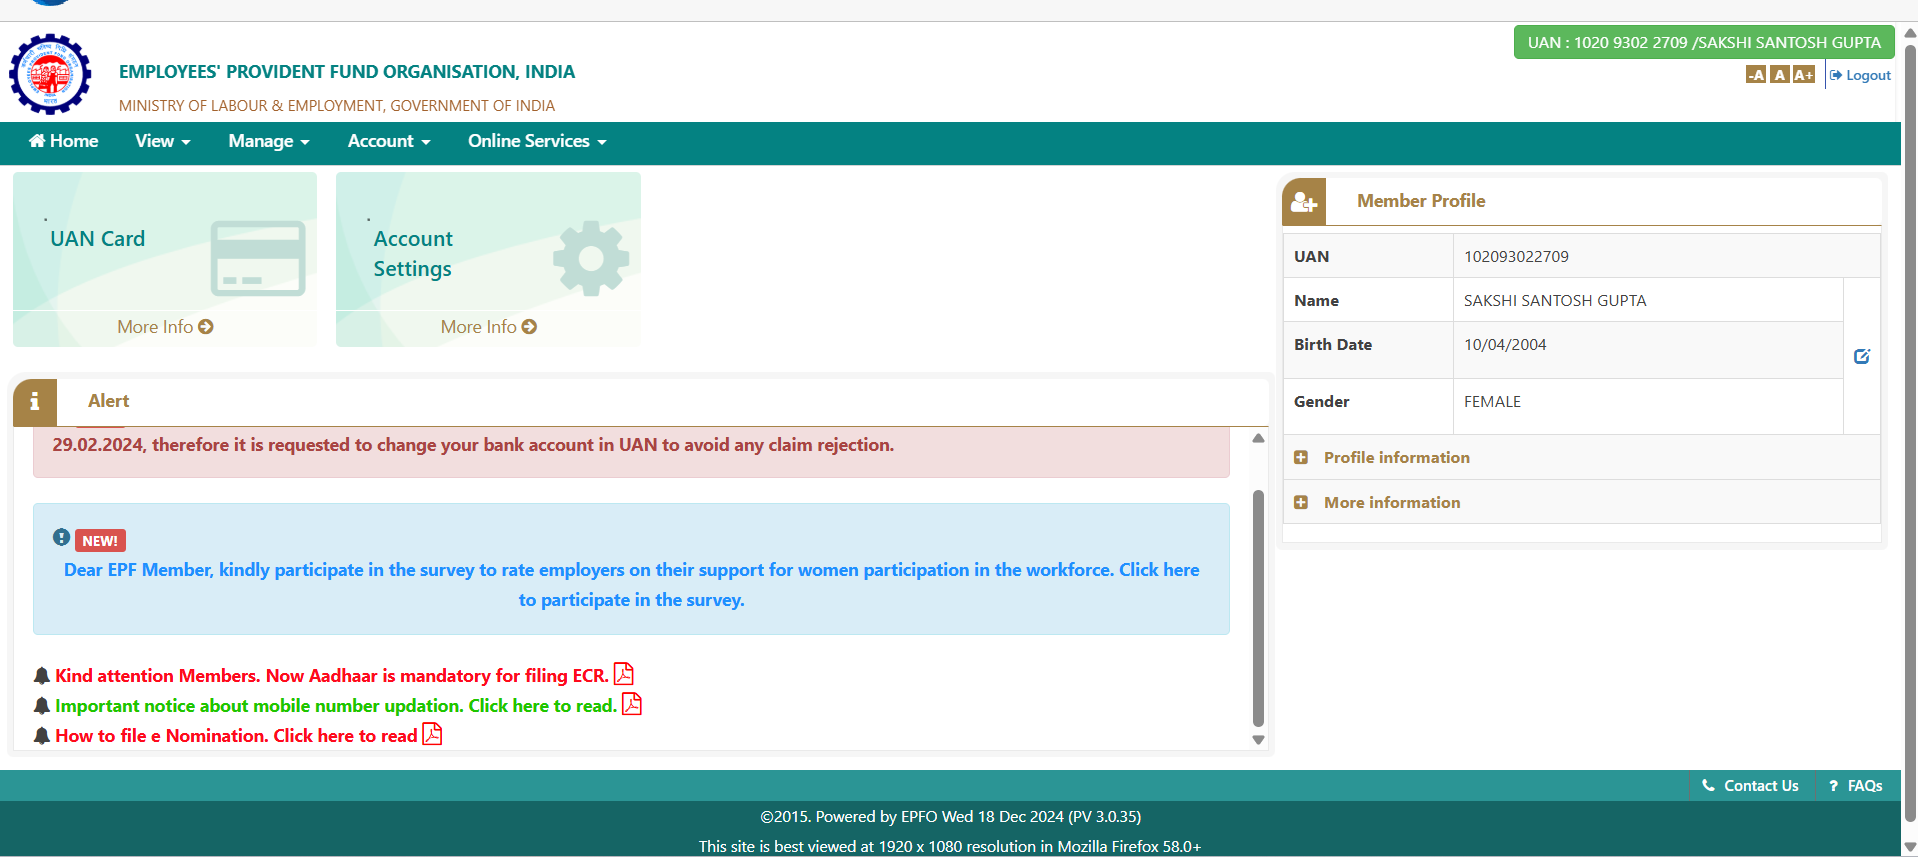 UAN : 1020 9302 2709 /SAKSHI SANTOSH GUPTA
EMPLOYEES' PROVIDENT FUND ORGANISATION, INDIA
MINISTRY OF LABOUR & EMPLOYMENT, GOVERNMENT OF INDIA
-A A A+ Logout
Home View Manage Account Online Services
UAN Card
More Info
Account
Settings
More Info
Alert
29.02.2024, therefore it is requested to change your bank account in UAN to avoid any claim rejection.
NEW!
Dear EPF Member, kindly participate in the survey to rate employers on their support for women participation in the workforce. Click here
to participate in the survey.
Kind attention Members. Now Aadhaar is mandatory for filing ECR.
Important notice about mobile number updation. Click here to read.
How to file e Nomination. Click here to read
Member Profile
UAN 102093022709
Name SAKSHI SANTOSH GUPTA
Birth Date 10/04/2004
Gender FEMALE
Profile information
More information
Contact Us ? FAQs
©2015. Powered by EPFO Wed 18 Dec 2024 (PV 3.0.35)
This site is best viewed at 1920 x 1080 resolution in Mozilla Firefox 58.0+